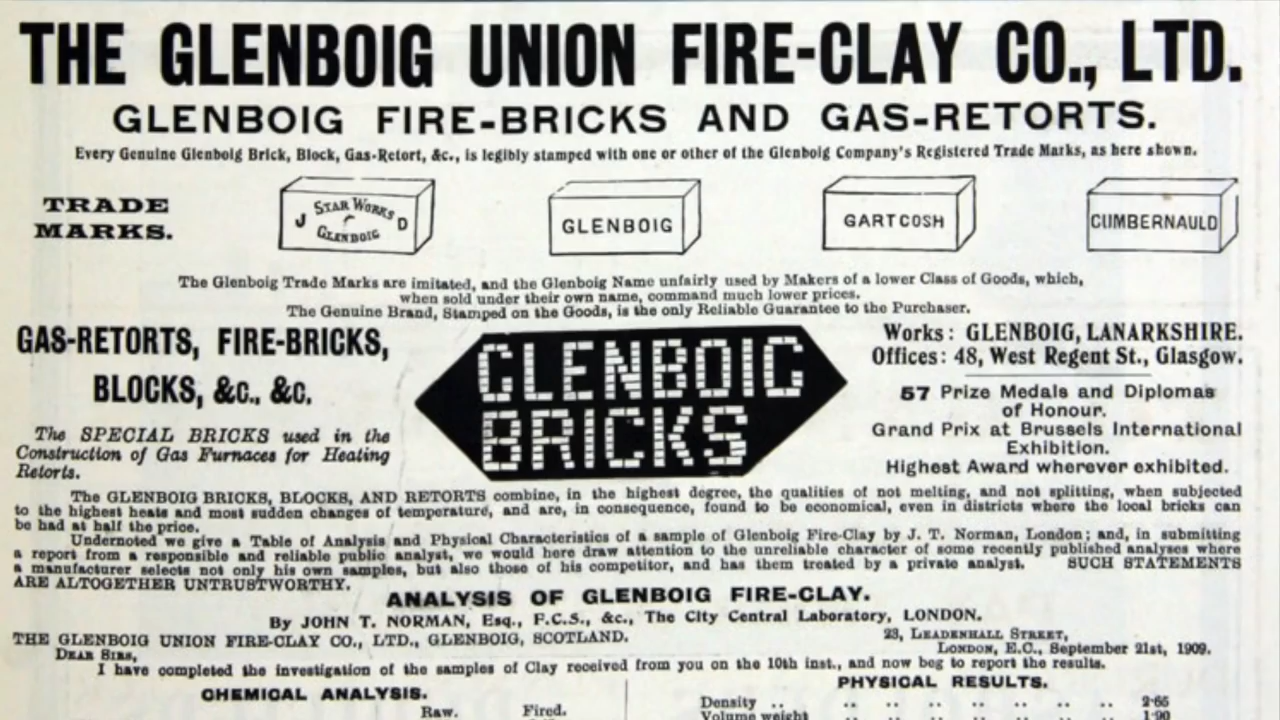 THE GLENBOIG UNION FIRE-CLAY CO., LTD.
GLENBOIG FIRE-BRICKS AND GAS-RETORTS.
Every Genuine Glenboig Brick, Block, Gas-Retort, &c., is legibly stamped with one or other of the Glenboig Company's Registered Trade Marks, as here shown.
TRADE
MARKS.
J STAR WORKS GLENBOIG D
GLENBOIG
GARTCOSH
CUMBERNAULD
The Glenboig Trade Marks are imitated, and the Glenboig Name unfairly used by Makers of a lower Class of Goods, which,
when sold under their own name, command much lower prices.
The Genuine Brand, Stamped on the Goods, is the only Reliable Guarantee to the Purchaser.
GAS-RETORTS, FIRE-BRICKS,
BLOCKS, &c., &c.
The SPECIAL BRICKS used in the
Construction of Gas Furnaces for Heating
Retorts.
GLENBOIG
BRICKS
Works: GLENBOIG, LANARKSHIRE.
Offices: 48, West Regent St., Glasgow.
57 Prize Medals and Diplomas
of Honour.
Grand Prix at Brussels International
Exhibition.
Highest Award wherever exhibited.
The GLENBOIG BRICKS, BLOCKS, AND RETORTS combine, in the highest degree, the qualities of not melting, and not splitting, when subjected
to the highest heats and most sudden changes of temperature, and are, in consequence, found to be economical, even in districts where the local bricks can
be had at half the price.
Undernoted we give a Table of Analysis and Physical Characteristics of a sample of Glenboig Fire-Clay by J. T. Norman, London; and, in submitting
a report from a responsible and reliable public analyst, we would here draw attention to the unreliable character of some recently published analyses where
a manufacturer selects not only his own samples, but also those of his competitor, and has them treated by a private analyst. SUCH STATEMENTS
ARE ALTOGETHER UNTRUSTWORTHY.
ANALYSIS OF GLENBOIG FIRE-CLAY.
By JOHN T. NORMAN, Esq., F.C.S., &c., The City Central Laboratory, LONDON.
THE GLENBOIG UNION FIRE-CLAY CO., LTD., GLENBOIG, SCOTLAND.
23, LEADENHALL STREET,
LONDON, E.C., September 21st, 1909.
DEAR SIRS,
I have completed the investigation of the samples of Clay received from you on the 10th inst., and now beg to report the results.
CHEMICAL ANALYSIS.
Raw. Fired.
PHYSICAL RESULTS.
Density .. .. .. .. .. .. .. 2·65
Volume weight .. .. .. .. .. .. 1·90